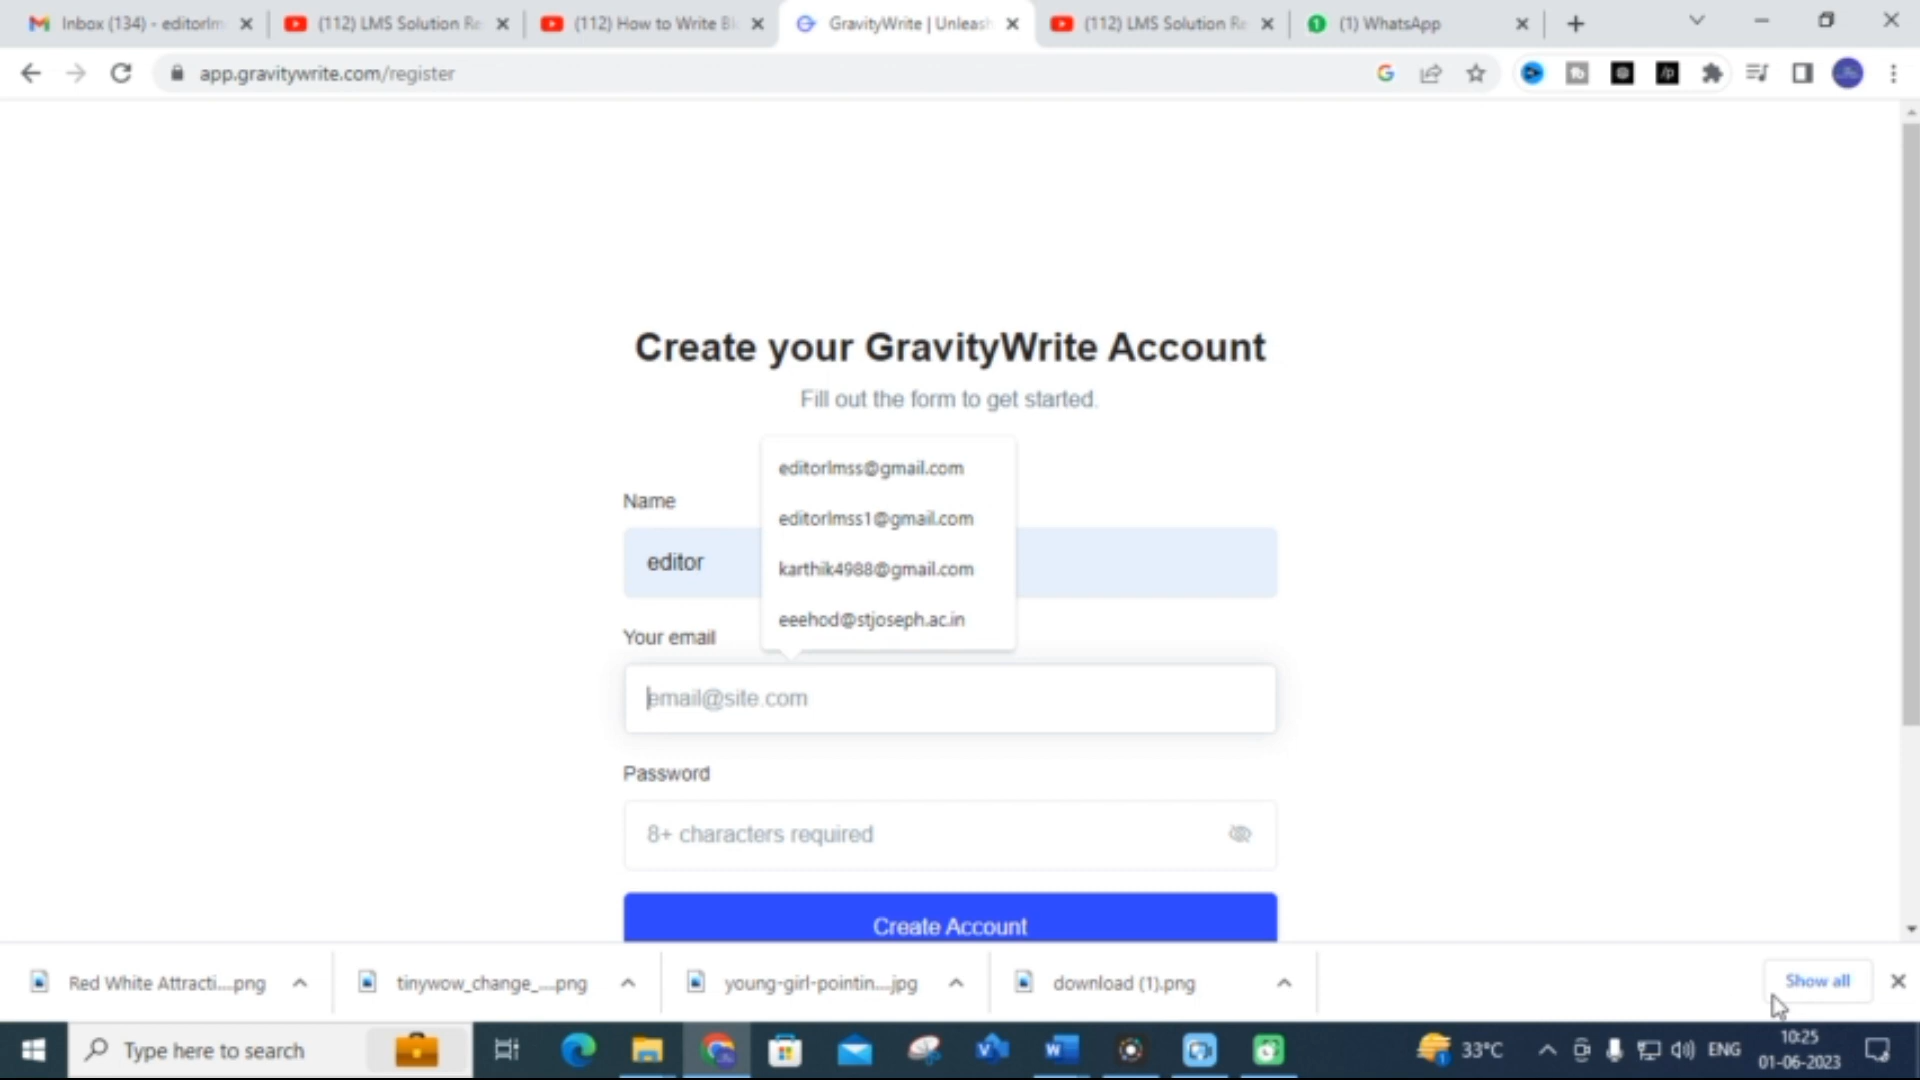 Inbox (134) - editorlm
(112) LMS Solution Re
(112) How to Write Bl
GravityWrite | Unleash
(112) LMS Solution Re
(1) WhatsApp
app.gravitywrite.com/register
Create your GravityWrite Account
Fill out the form to get started.
editorlmss@gmail.com
editorlmss1@gmail.com
karthik4988@gmail.com
eeehod@stjoseph.ac.in
Name
editor
Your email
email@site.com
Password
8+ characters required
Create Account
Red White Attracti....png
tinywow_change_....png
young-girl-pointin....jpg
download (1).png
Show all
Type here to search
33°C
ENG
10:25
01-06-2023